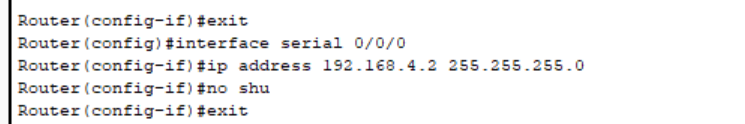 Router(config-if)#exit
Router(config)#interface serial 0/0/0
Router(config-if)#ip address 192.168.4.2 255.255.255.0
Router(config-if)#no shu
Router(config-if)#exit